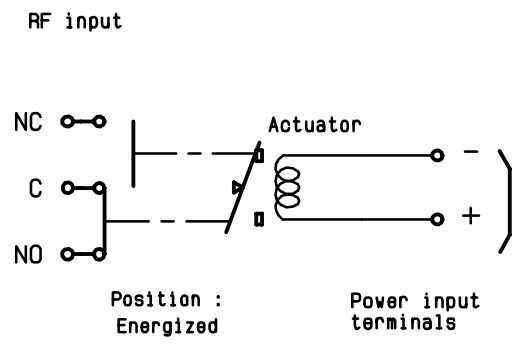 RF input
NC
Actuator
-
C
+
NO
Position :
Energized
Power input
terminals